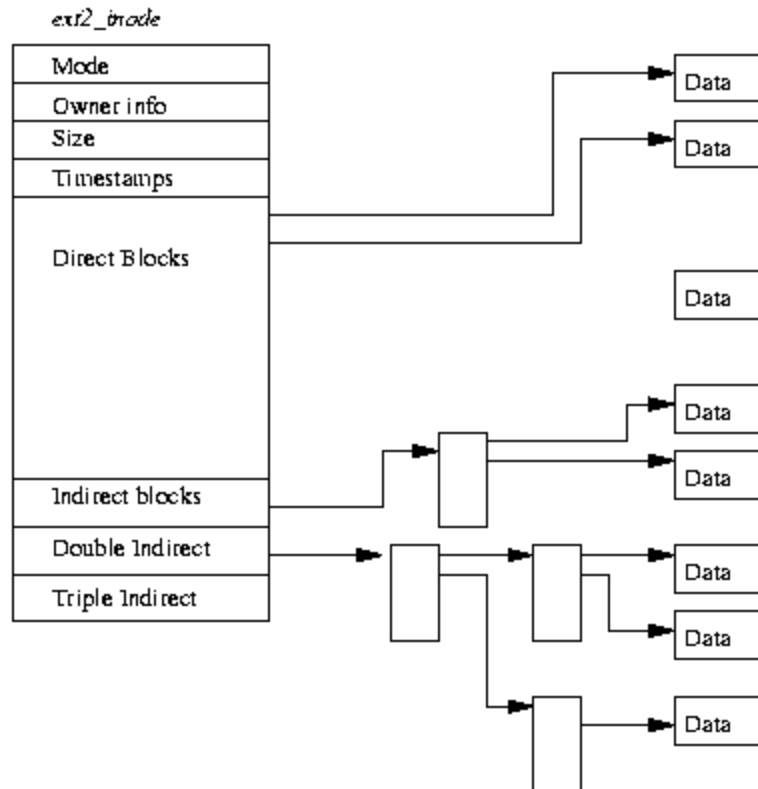 ext2_inode
Mode
Owner info
Size
Timestamps
Direct Blocks
Indirect blocks
Double Indirect
Triple Indirect
Data
Data
Data
Data
Data
Data
Data
Data